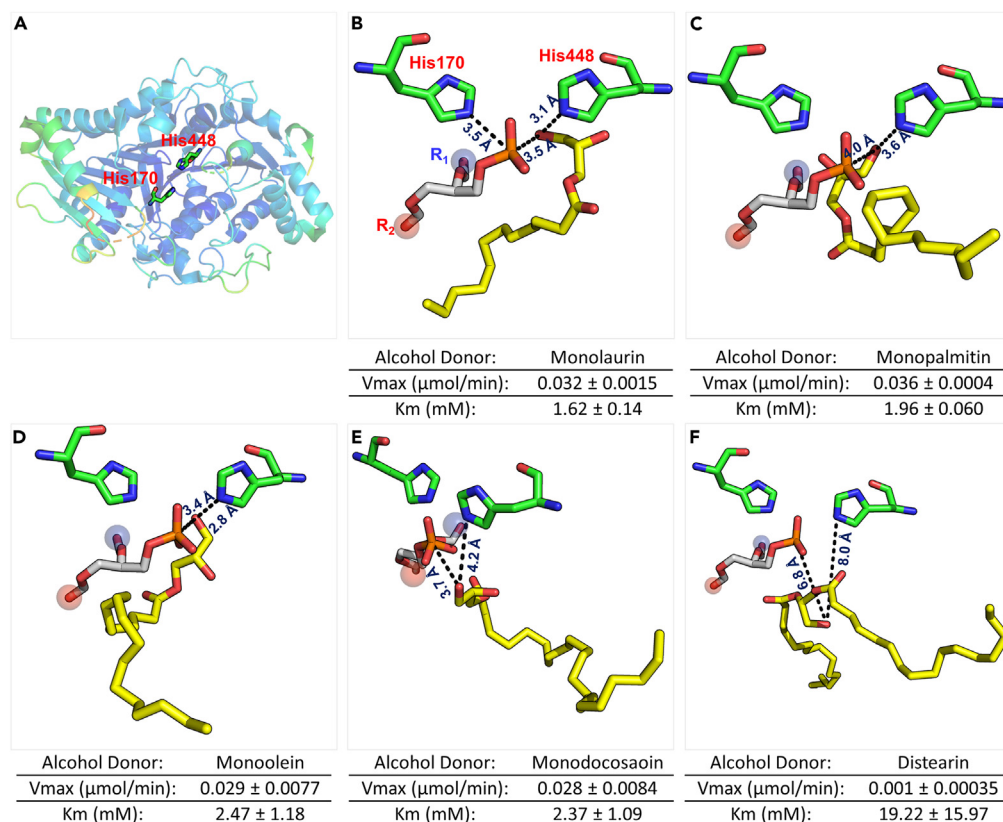 A
His448
His170
B
His170
His448
3.5 Å
3.1 Å
3.5 Å
R1
R2
C
4.0 Å
3.6 Å
Alcohol Donor: Monolaurin
Vmax (μmol/min): 0.032 ± 0.0015
Km (mM): 1.62 ± 0.14
Alcohol Donor: Monopalmitin
Vmax (μmol/min): 0.036 ± 0.0004
Km (mM): 1.96 ± 0.060
D
3.4 Å
2.8 Å
E
3.7 Å
4.2 Å
F
6.8 Å
8.0 Å
Alcohol Donor: Monoolein
Vmax (μmol/min): 0.029 ± 0.0077
Km (mM): 2.47 ± 1.18
Alcohol Donor: Monodocosaoin
Vmax (μmol/min): 0.028 ± 0.0084
Km (mM): 2.37 ± 1.09
Alcohol Donor: Distearin
Vmax (μmol/min): 0.001 ± 0.00035
Km (mM): 19.22 ± 15.97